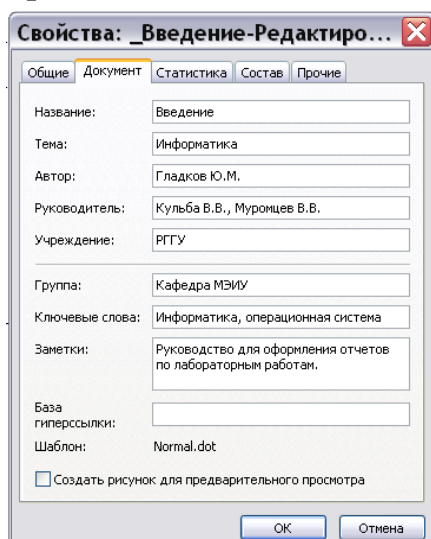 Свойства: _Введение-Редактиро...
Общие Документ Статистика Состав Прочие
Название: Введение
Тема: Информатика
Автор: Гладков Ю.М.
Руководитель: Кульба В.В., Муромцев В.В.
Учреждение: РГГУ
Группа: Кафедра МЭИУ
Ключевые слова: Информатика, операционная система
Заметки: Руководство для оформления отчетов
по лабораторным работам.
База
гиперссылки:
Шаблон: Normal.dot
Создать рисунок для предварительного просмотра
ОК Отмена